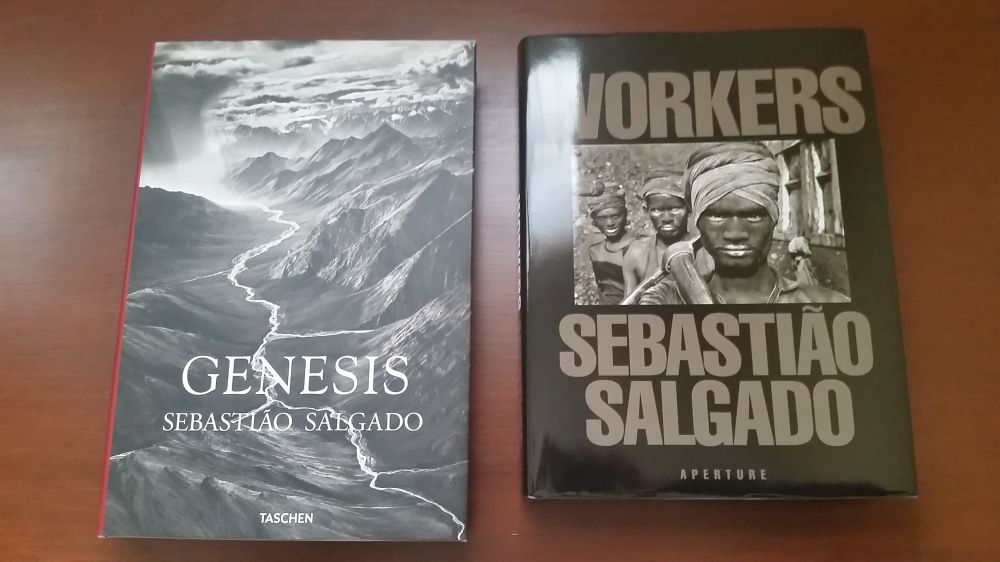 GENESIS
SEBASTIÃO SALGADO
TASCHEN
WORKERS
SEBASTIÃO
SALGADO
APERTURE